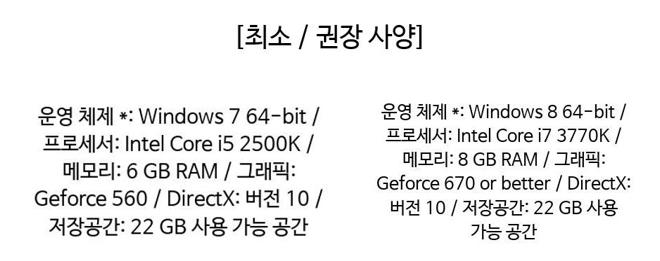 [최소 / 권장 사양]
운영 체제 *: Windows 7 64-bit /
프로세서: Intel Core i5 2500K /
메모리: 6 GB RAM / 그래픽:
Geforce 560 / DirectX: 버전 10 /
저장공간: 22 GB 사용 가능 공간
운영 체제 *: Windows 8 64-bit /
프로세서: Intel Core i7 3770K /
메모리: 8 GB RAM / 그래픽:
Geforce 670 or better / DirectX:
버전 10 / 저장공간: 22 GB 사용
가능 공간